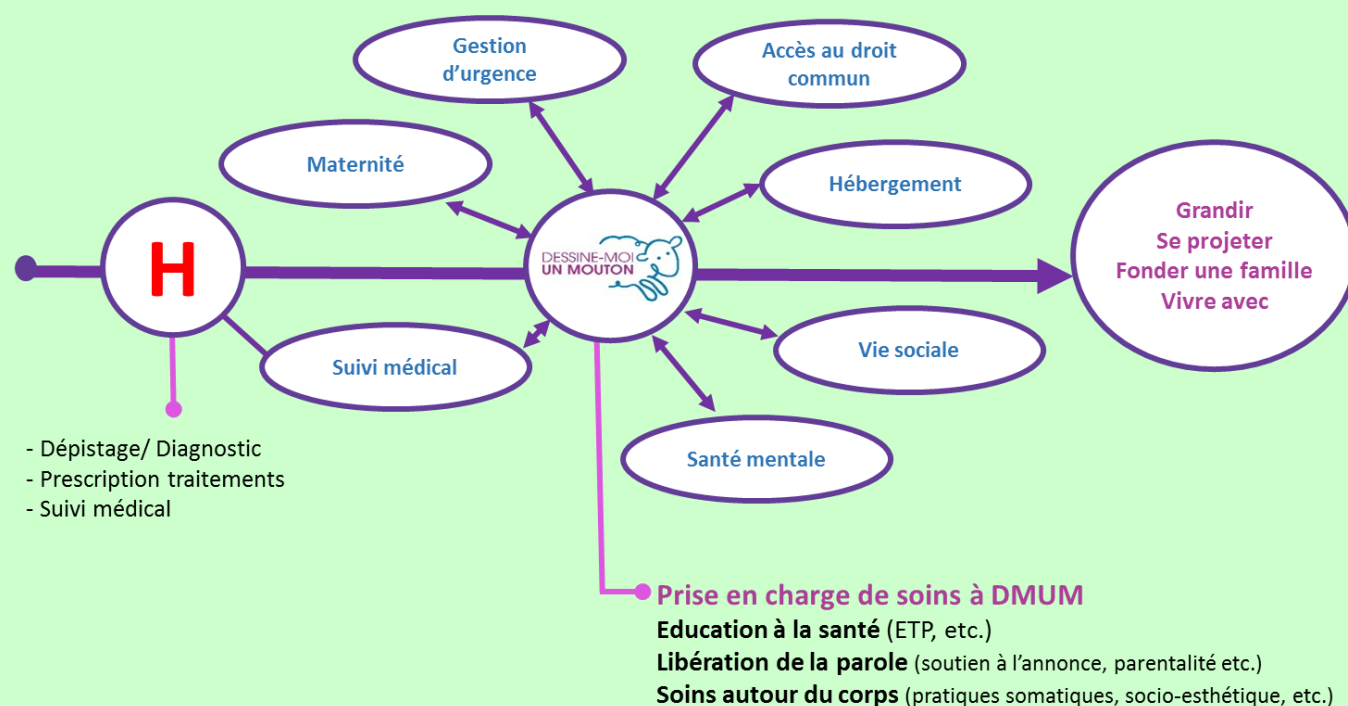 Gestion
d'urgence
Accès au droit
commun
Maternité
Hébergement
H
DESSINE-MOI
UN MOUTON
Grandir
Se projeter
Fonder une famille
Vivre avec
Suivi médical
Vie sociale
Santé mentale
- Dépistage/ Diagnostic
- Prescription traitements
- Suivi médical
Prise en charge de soins à DMUM
Education à la santé (ETP, etc.)
Libération de la parole (soutien à l'annonce, parentalité etc.)
Soins autour du corps (pratiques somatiques, socio-esthétique, etc.)